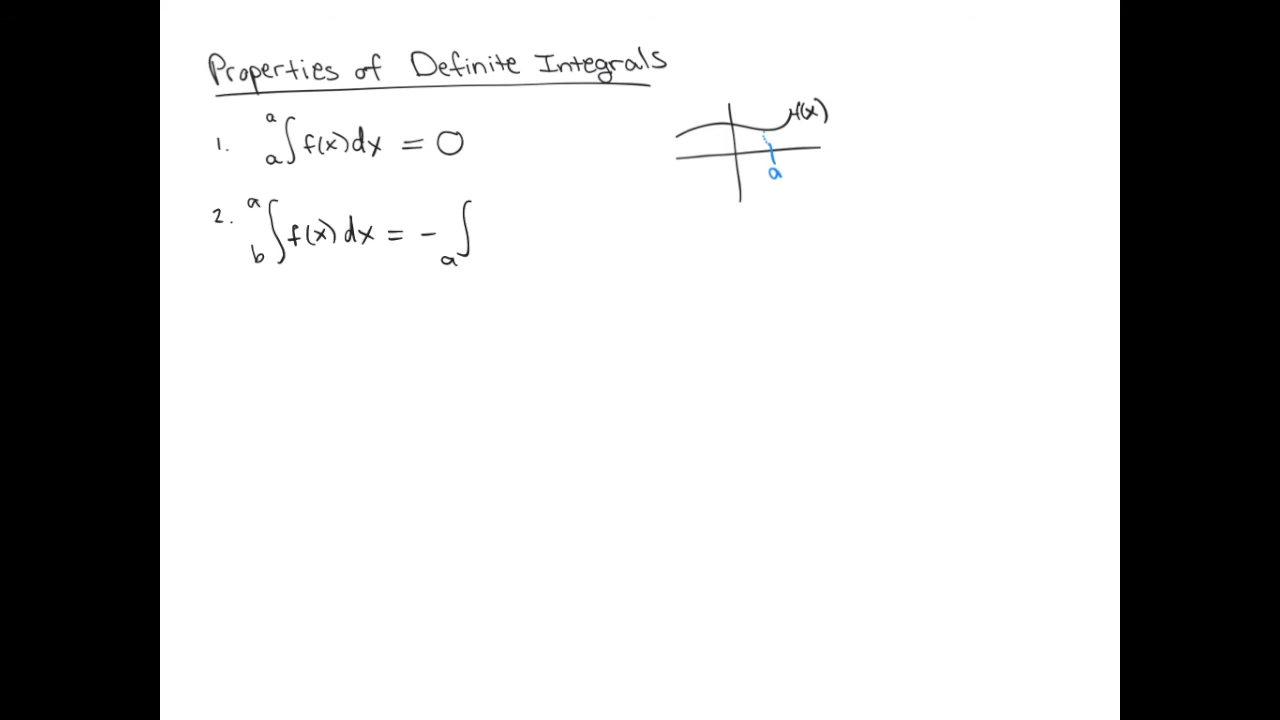 Properties of Definite Integrals
1. a∫a f(x)dx = 0
f(x)
a
2. a∫b f(x)dx = - ∫a